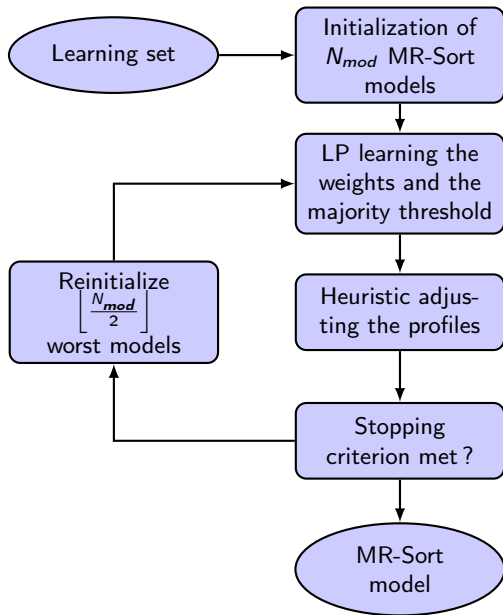 Learning set
Initialization of
N_mod MR-Sort
models
LP learning the
weights and the
majority threshold
Reinitialize
⌊N_mod/2⌋
worst models
Heuristic adjus-
ting the profiles
Stopping
criterion met ?
MR-Sort
model